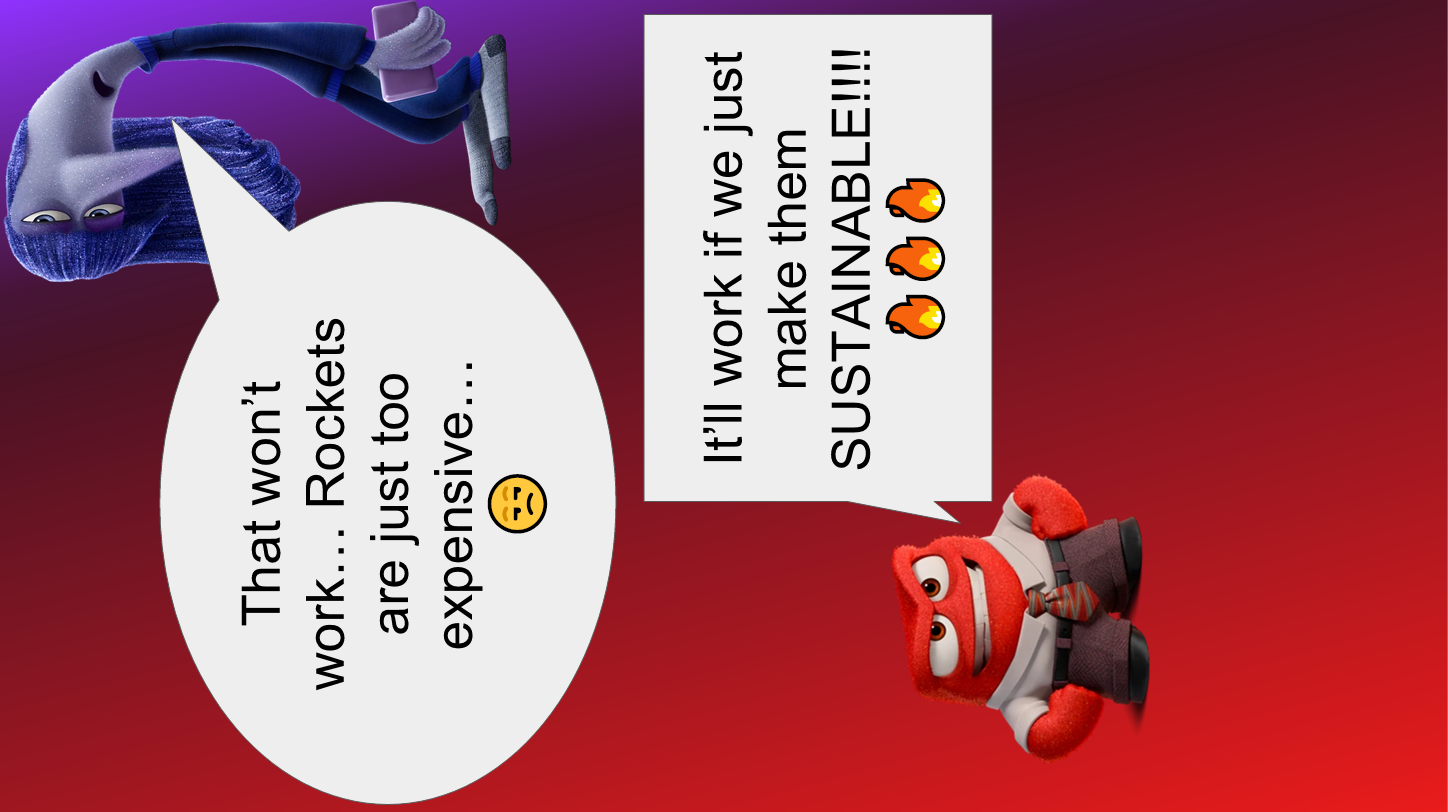 That won’t
work… Rockets
are just too
expensive…
😔
It’ll work if we just
make them
SUSTAINABLE!!!!!
🔥🔥🔥